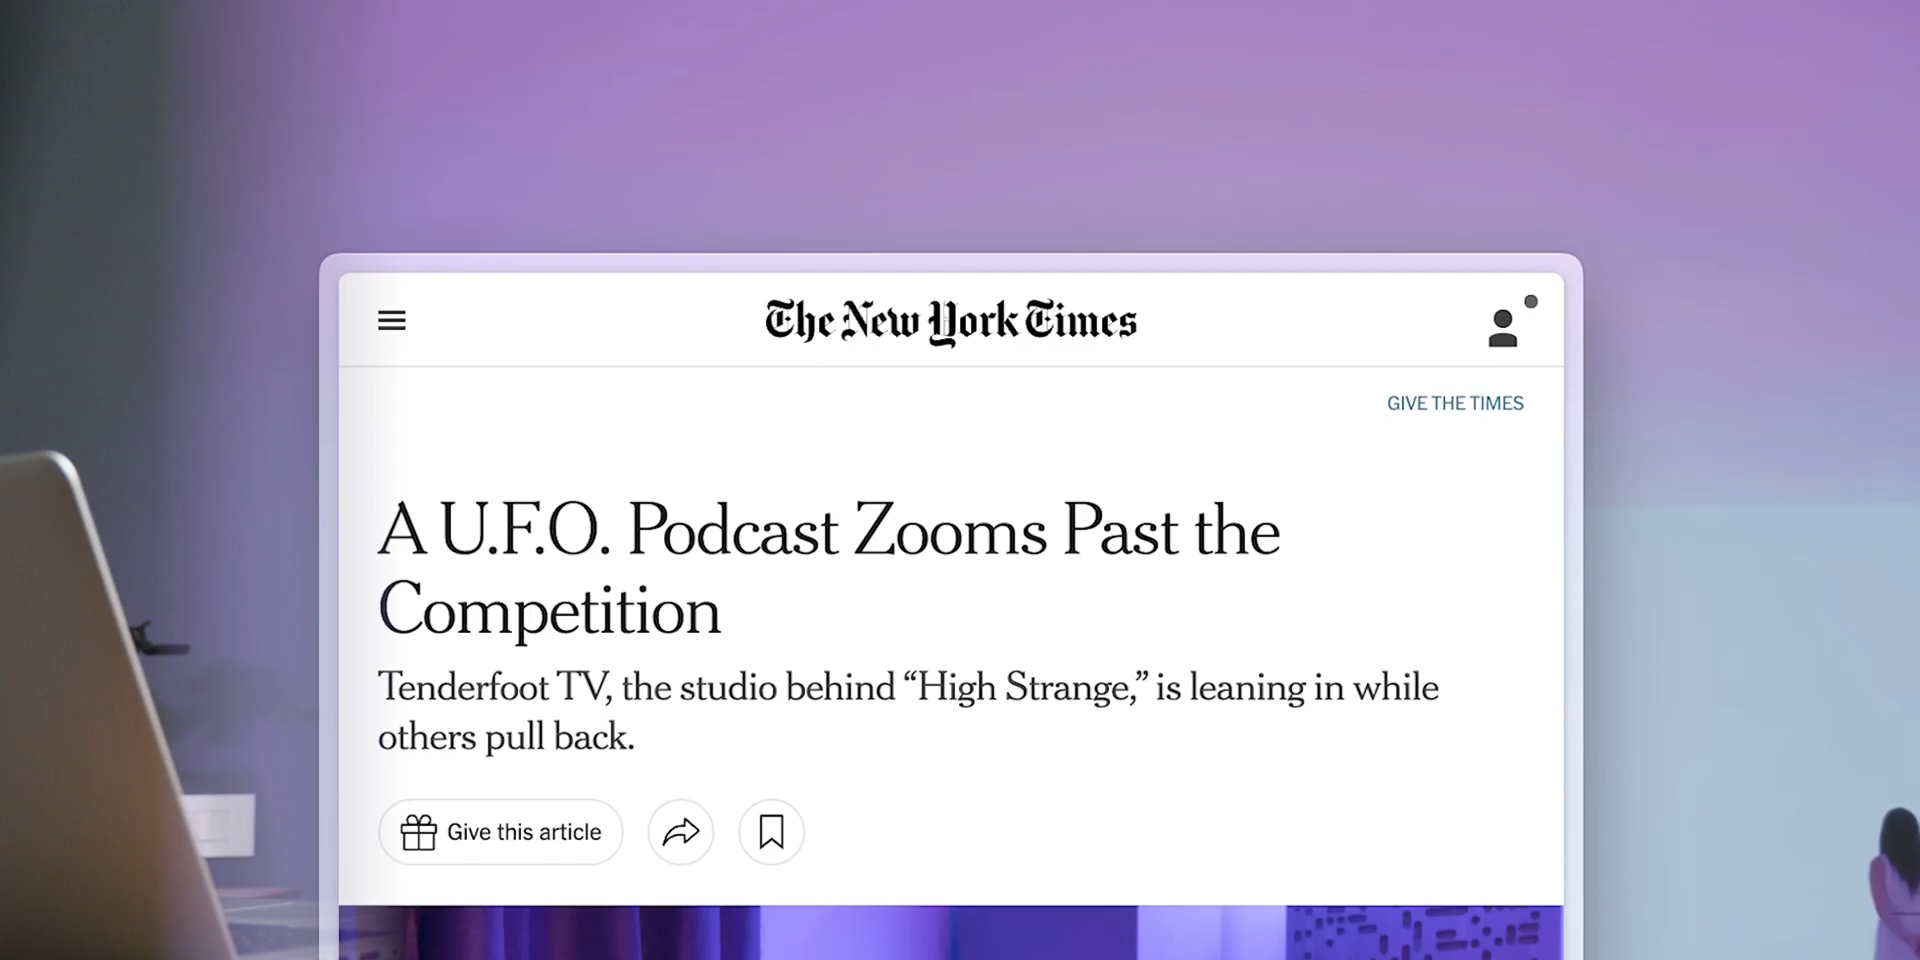 The New York Times
GIVE THE TIMES
A U.F.O. Podcast Zooms Past the
Competition
Tenderfoot TV, the studio behind “High Strange,” is leaning in while
others pull back.
Give this article